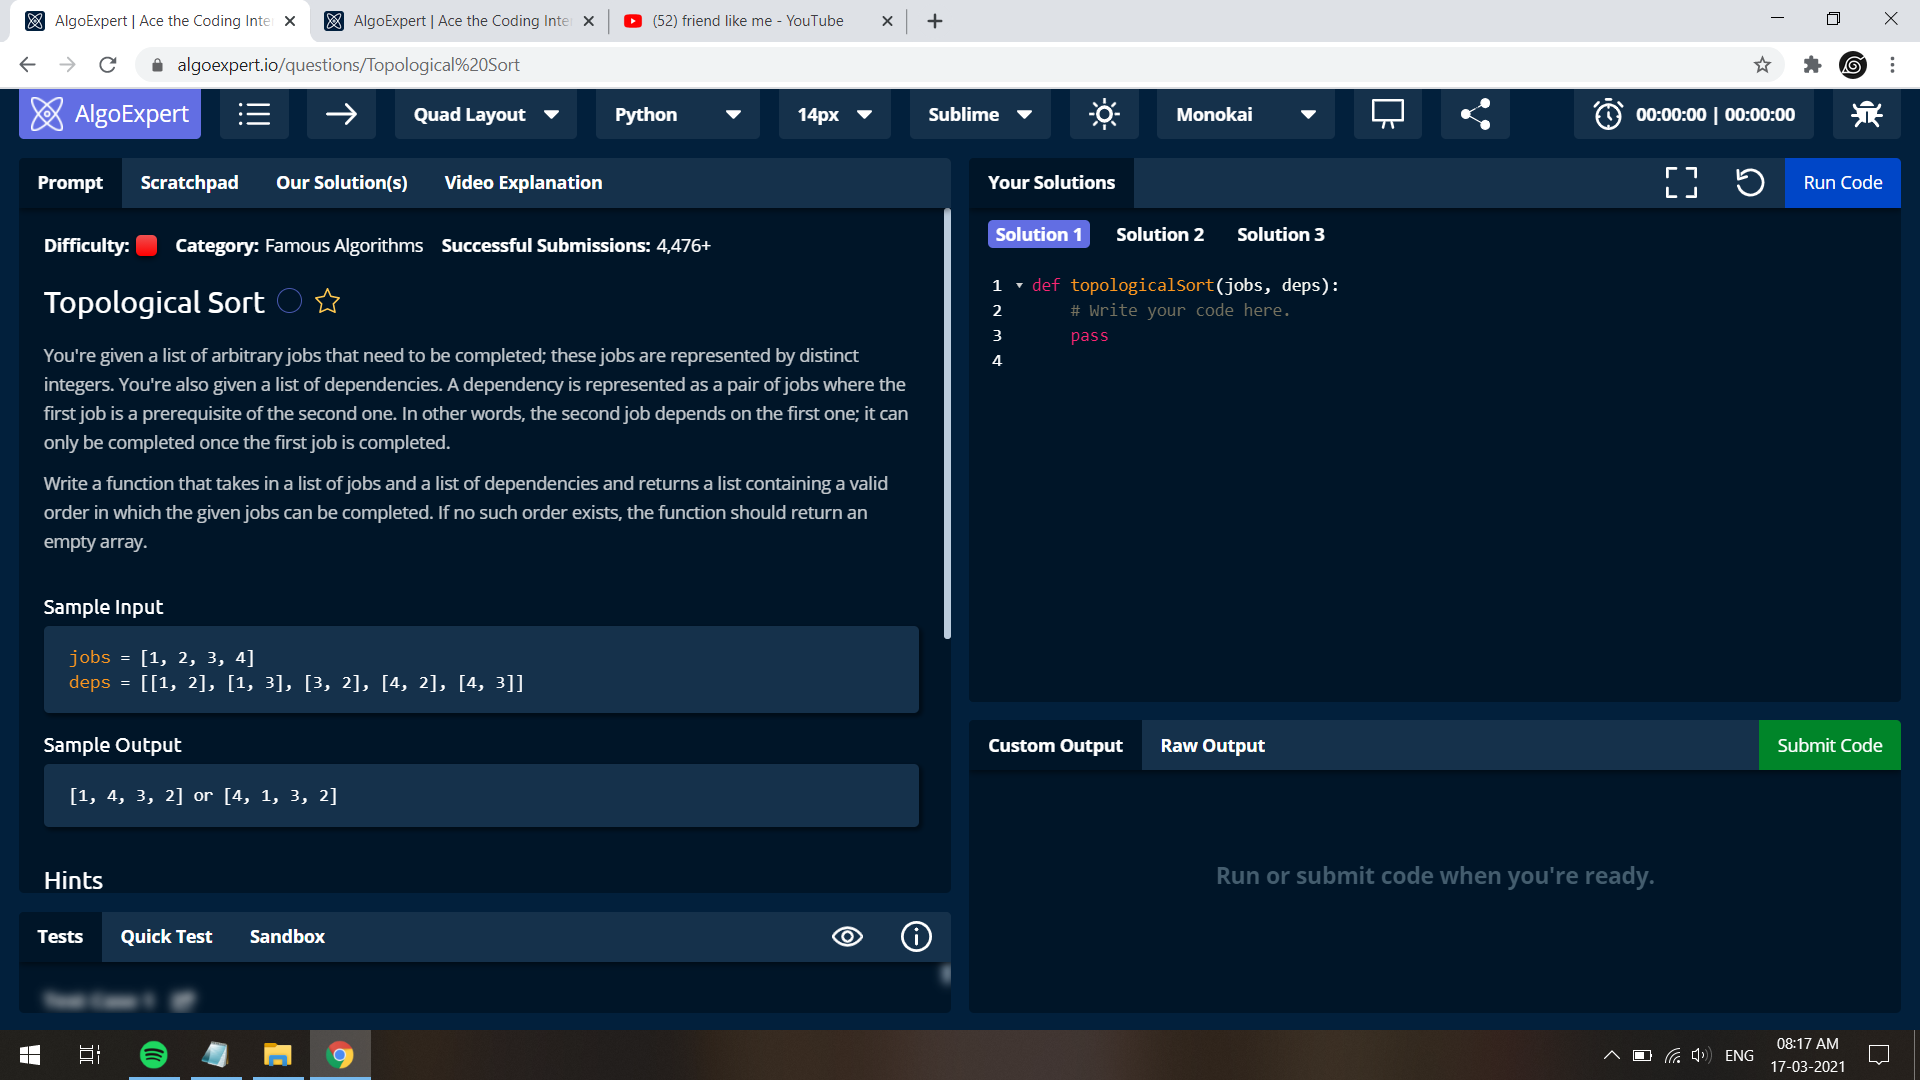 AlgoExpert | Ace the Coding Inte
AlgoExpert | Ace the Coding Inte
(52) friend like me - YouTube
algoexpert.io/questions/Topological%20Sort
AlgoExpert
Quad Layout
Python
14px
Sublime
Monokai
00:00:00 | 00:00:00
Prompt
Scratchpad
Our Solution(s)
Video Explanation
Difficulty:
Category: Famous Algorithms
Successful Submissions: 4,476+
Topological Sort
You're given a list of arbitrary jobs that need to be completed; these jobs are represented by distinct
integers. You're also given a list of dependencies. A dependency is represented as a pair of jobs where the
first job is a prerequisite of the second one. In other words, the second job depends on the first one; it can
only be completed once the first job is completed.
Write a function that takes in a list of jobs and a list of dependencies and returns a list containing a valid
order in which the given jobs can be completed. If no such order exists, the function should return an
empty array.
Sample Input
jobs = [1, 2, 3, 4]
deps = [[1, 2], [1, 3], [3, 2], [4, 2], [4, 3]]
Sample Output
[1, 4, 3, 2] or [4, 1, 3, 2]
Hints
Tests
Quick Test
Sandbox
Test Case 1
Your Solutions
Run Code
Solution 1
Solution 2
Solution 3
1 def topologicalSort(jobs, deps):
2 # Write your code here.
3 pass
4
Custom Output
Raw Output
Submit Code
Run or submit code when you're ready.
ENG
08:17 AM
17-03-2021